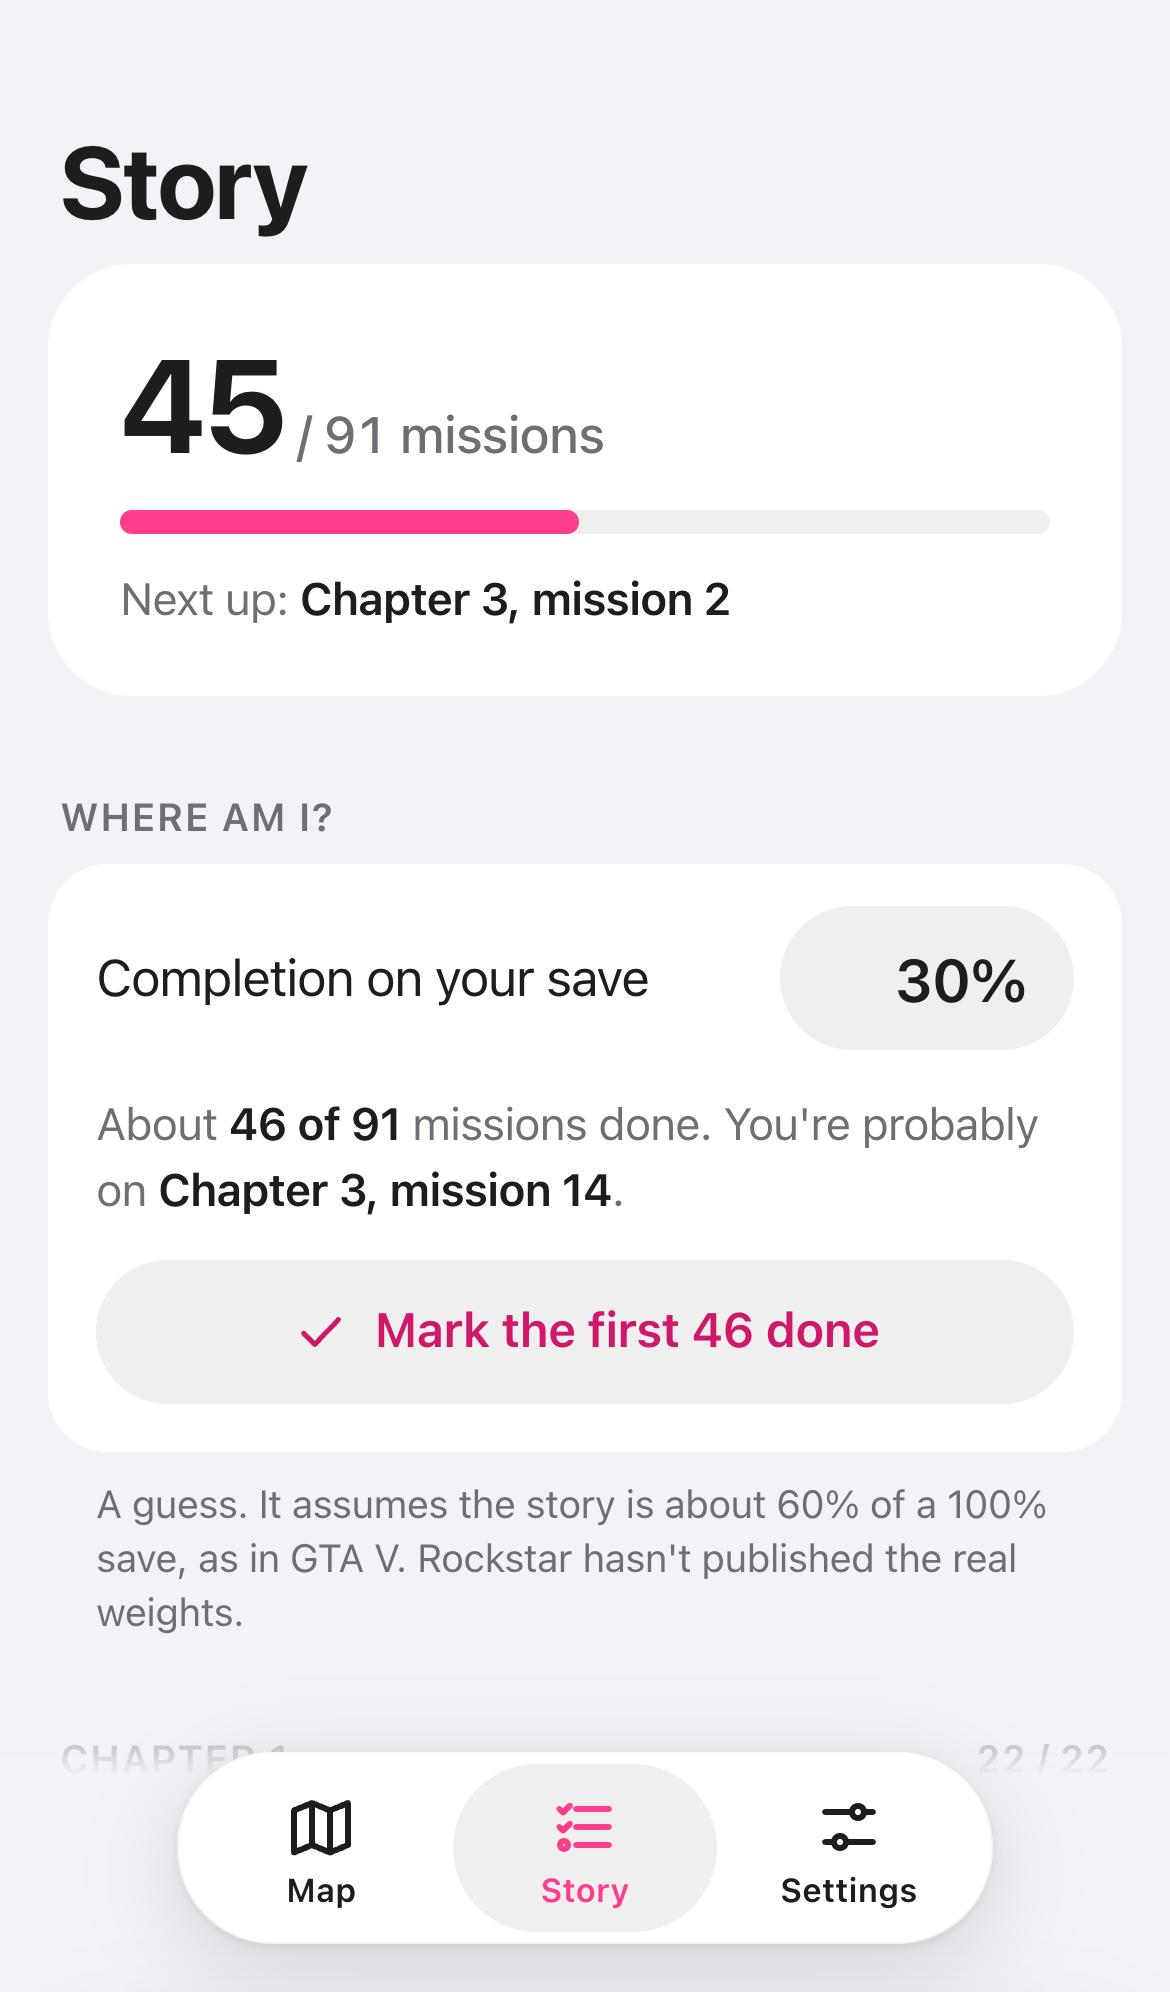 Story
45 / 91 missions
Next up: Chapter 3, mission 2
WHERE AM I?
Completion on your save
30%
About 46 of 91 missions done. You're probably
on Chapter 3, mission 14.
Mark the first 46 done
A guess. It assumes the story is about 60% of a 100%
save, as in GTA V. Rockstar hasn't published the real
weights.
CHAPTER 1
22 / 22
Map
Story
Settings